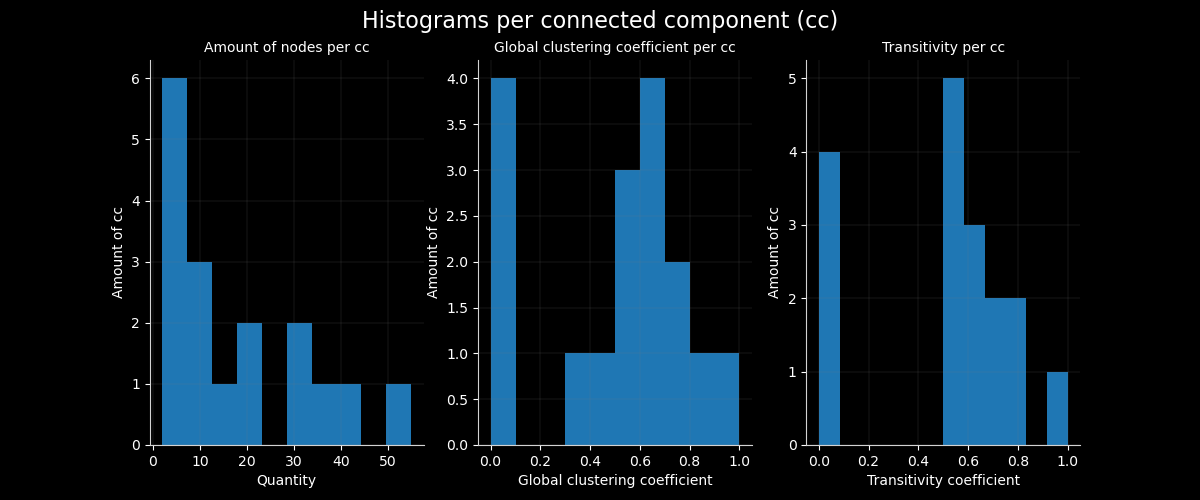 Histograms per connected component (cc)
Amount of nodes per cc
Amount of cc
6
5
4
3
2
1
0
0 10 20 30 40 50
Quantity
Global clustering coefficient per cc
Amount of cc
4.0
3.5
3.0
2.5
2.0
1.5
1.0
0.5
0.0
0.0 0.2 0.4 0.6 0.8 1.0
Global clustering coefficient
Transitivity per cc
Amount of cc
5
4
3
2
1
0
0.0 0.2 0.4 0.6 0.8 1.0
Transitivity coefficient